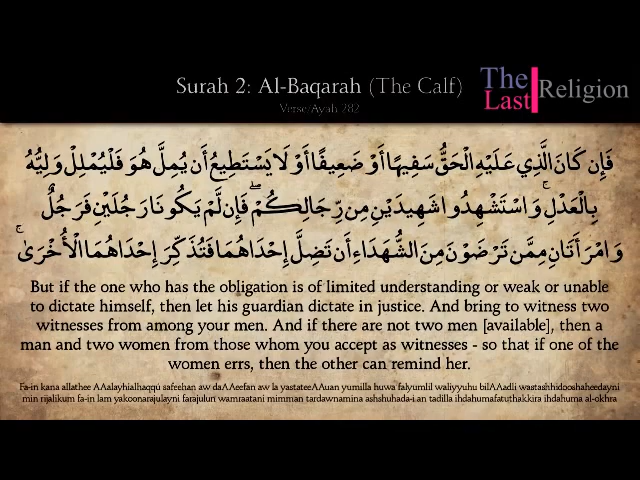 Surah 2: Al-Baqarah (The Calf)
Verse/Ayah 282
The Last Religion
فَإِن كَانَ الَّذِي عَلَيْهِ الْحَقُّ سَفِيهًا أَوْ ضَعِيفًا أَوْ لَا يَسْتَطِيعُ أَن يُمِلَّ هُوَ فَلْيُمْلِلْ وَلِيُّهُ
بِالْعَدْلِ ۚ وَاسْتَشْهِدُوا شَهِيدَيْنِ مِن رِّجَالِكُمْ ۖ فَإِن لَّمْ يَكُونَا رَجُلَيْنِ فَرَجُلٌ
وَامْرَأَتَانِ مِمَّن تَرْضَوْنَ مِنَ الشُّهَدَاءِ أَن تَضِلَّ إِحْدَاهُمَا فَتُذَكِّرَ إِحْدَاهُمَا الْأُخْرَىٰ ۚ
But if the one who has the obligation is of limited understanding or weak or unable
to dictate himself, then let his guardian dictate in justice. And bring to witness two
witnesses from among your men. And if there are not two men [available], then a
man and two women from those whom you accept as witnesses - so that if one of the
women errs, then the other can remind her.
Fa-in kana allathee AAalayhialhaqqu safeehan aw daAAeefan aw la yastateeAAuan yumilla huwa falyumlil waliyyuhu bilAAadli wastashhidooshaheedayni
min rijalikum fa-in lam yakoonarajulayni farajulun wamraatani mimman tardawnamina ashshuhada-i an tadilla ihdahumafatuthakkira ihdahuma al-okhra